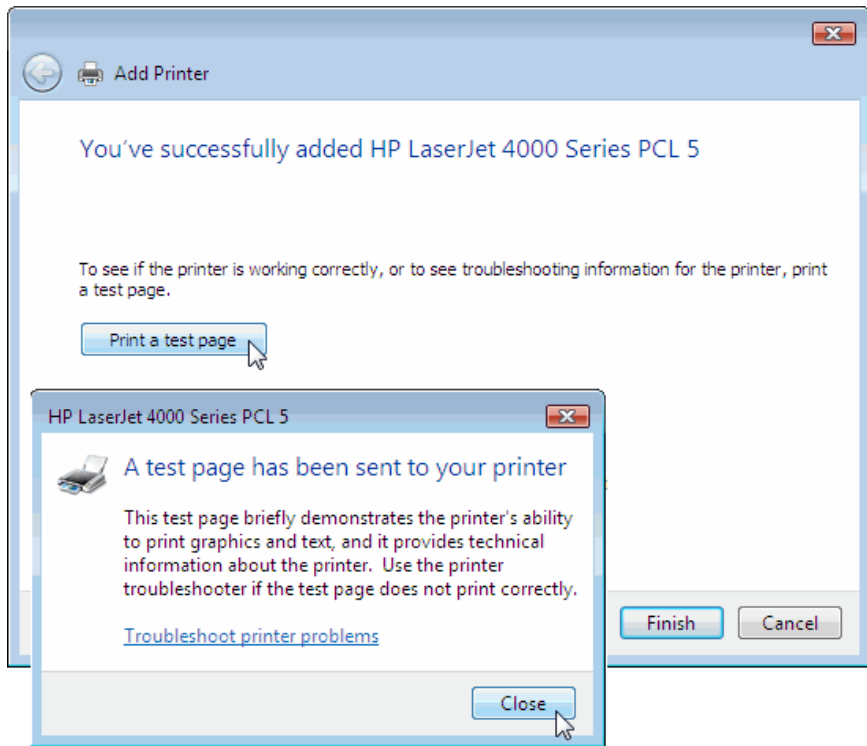 Add Printer
You've successfully added HP LaserJet 4000 Series PCL 5
To see if the printer is working correctly, or to see troubleshooting information for the printer, print
a test page.
Print a test page
HP LaserJet 4000 Series PCL 5
A test page has been sent to your printer
This test page briefly demonstrates the printer's ability
to print graphics and text, and it provides technical
information about the printer.  Use the printer
troubleshooter if the test page does not print correctly.
Troubleshoot printer problems
Close
Finish
Cancel